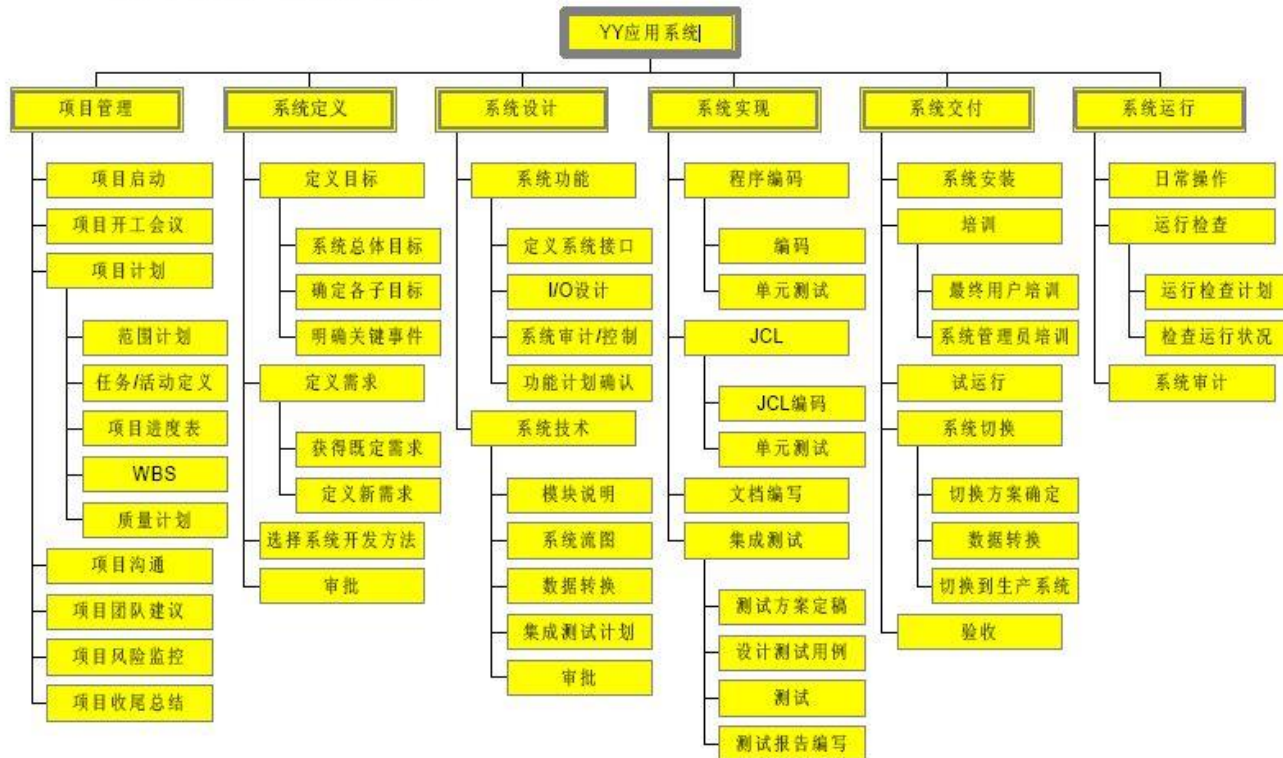 YY应用系统
项目管理
系统定义
系统设计
系统实现
系统交付
系统运行
项目启动
项目开工会议
项目计划
范围计划
任务/活动定义
项目进度表
WBS
质量计划
项目沟通
项目团队建议
项目风险监控
项目收尾总结
定义目标
系统总体目标
确定各子目标
明确关键事件
定义需求
获得既定需求
定义新需求
选择系统开发方法
审批
系统功能
定义系统接口
I/O设计
系统审计/控制
功能计划确认
系统技术
模块说明
系统流图
数据转换
集成测试计划
审批
程序编码
编码
单元测试
JCL
JCL编码
单元测试
文档编写
集成测试
测试方案定稿
设计测试用例
测试
测试报告编写
系统安装
培训
最终用户培训
系统管理员培训
试运行
系统切换
切换方案确定
数据转换
切换到生产系统
验收
日常操作
运行检查
运行检查计划
检查运行状况
系统审计